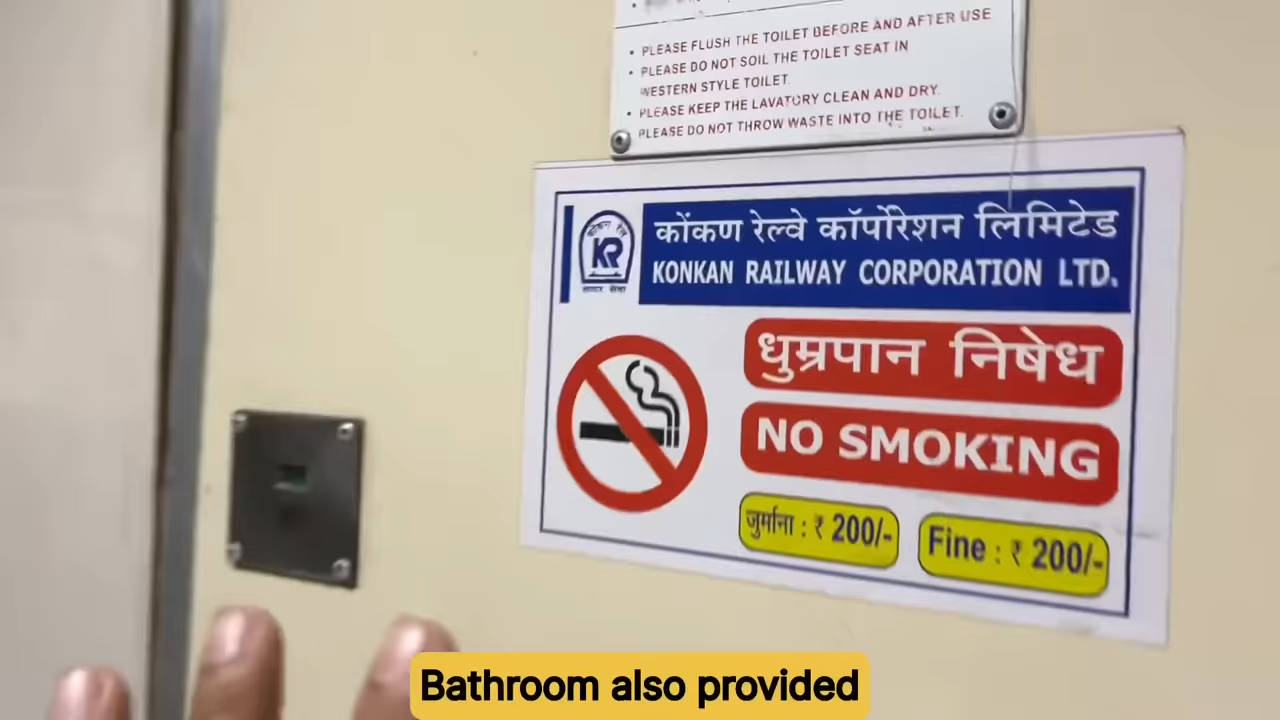 • PLEASE FLUSH THE TOILET BEFORE AND AFTER USE
• PLEASE DO NOT SOIL THE TOILET SEAT IN
WESTERN STYLE TOILET.
• PLEASE KEEP THE LAVATORY CLEAN AND DRY.
PLEASE DO NOT THROW WASTE INTO THE TOILET.
कोंकण रेल
KR
कोंकण रेल्वे कॉर्पोरेशन लिमिटेड
KONKAN RAILWAY CORPORATION LTD.
धुम्रपान निषेध
NO SMOKING
जुर्माना : ₹ 200/-
Fine : ₹ 200/-
Bathroom also provided